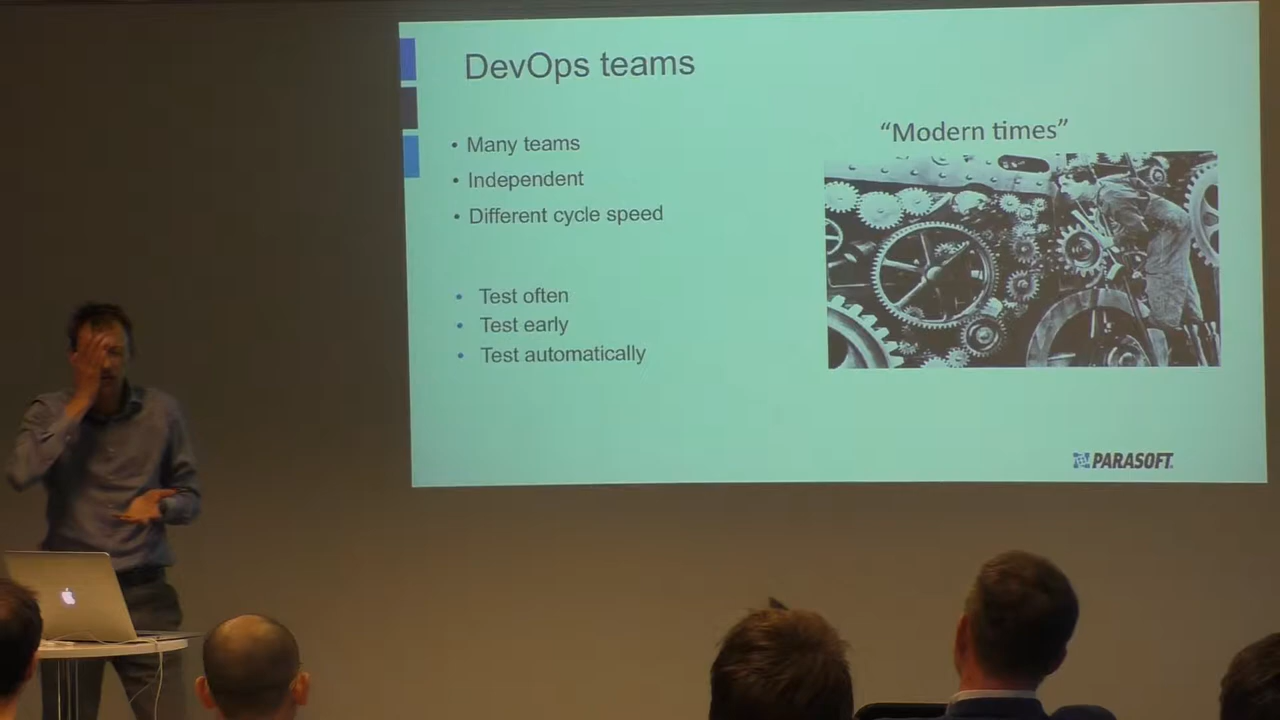 DevOps teams
• Many teams
• Independent
• Different cycle speed
• Test often
• Test early
• Test automatically
“Modern times”
PARASOFT